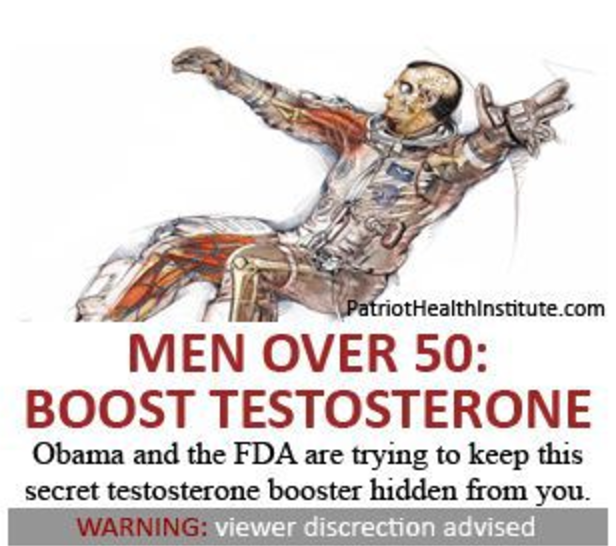 PatriotHealthInstitute.com
MEN OVER 50:
BOOST TESTOSTERONE
Obama and the FDA are trying to keep this
secret testosterone booster hidden from you.
WARNING: viewer discrection advised